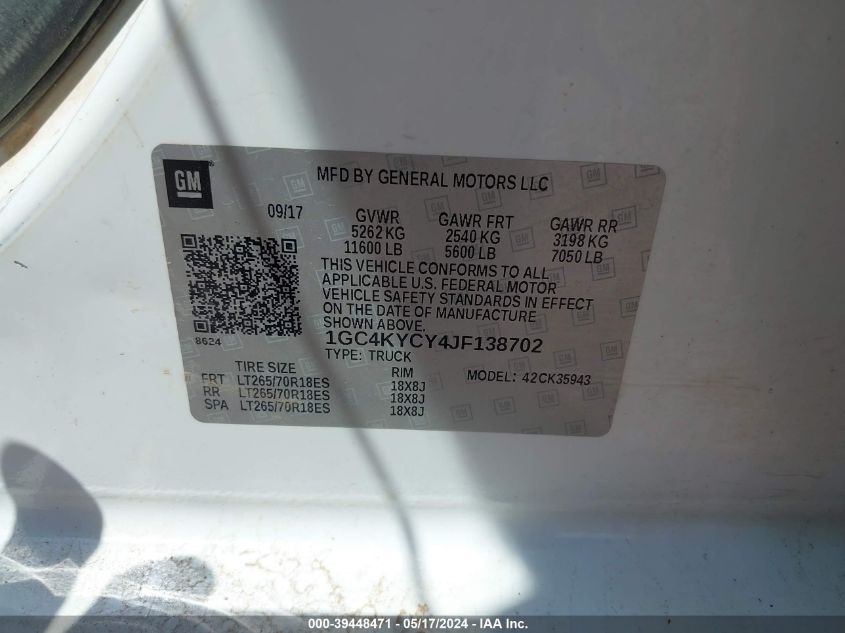 GM
MFD BY GENERAL MOTORS LLC
09/17 GVWR GAWR FRT GAWR RR
5262 KG 2540 KG 3198 KG
11600 LB 5600 LB 7050 LB
THIS VEHICLE CONFORMS TO ALL
APPLICABLE U.S. FEDERAL MOTOR
VEHICLE SAFETY STANDARDS IN EFFECT
ON THE DATE OF MANUFACTURE
SHOWN ABOVE.
8624
1GC4KYCY4JF138702
TYPE: TRUCK
TIRE SIZE RIM MODEL: 42CK35943
FRT LT265/70R18ES 18X8J
RR LT265/70R18ES 18X8J
SPA LT265/70R18ES 18X8J
000-39448471 - 05/17/2024 - IAA Inc.